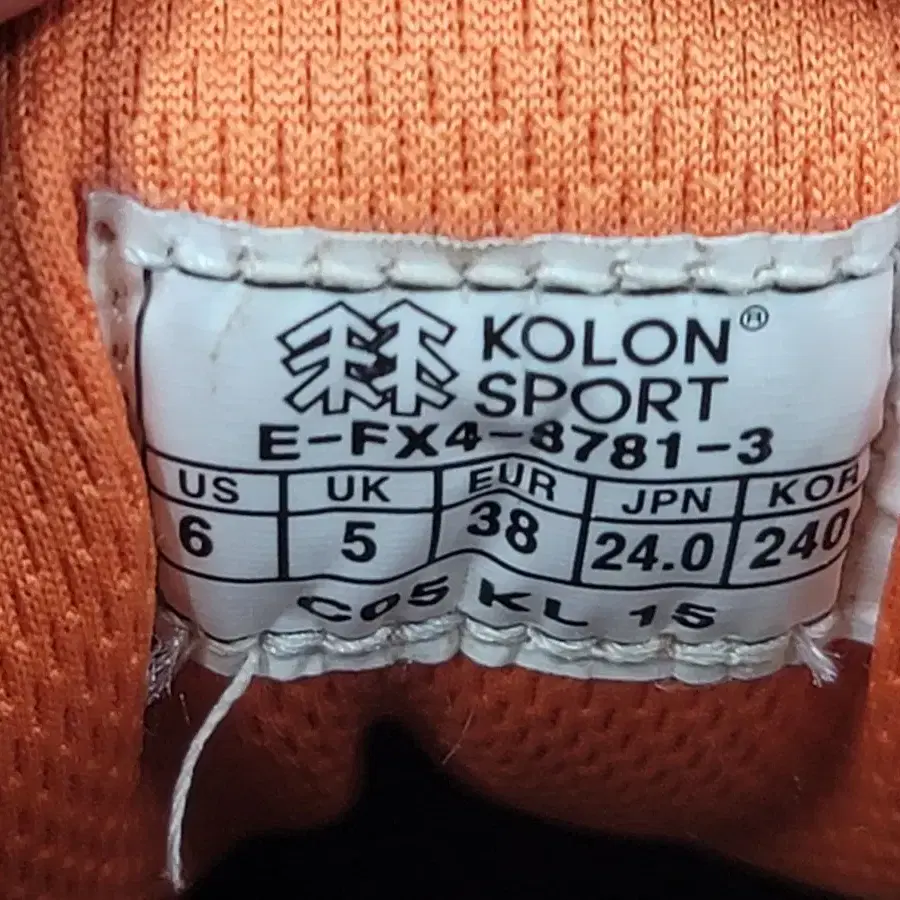 KOLON®
SPORT
E-FX4-8781-3
US UK EUR JPN KOR
6 5 38 24.0 240
C05 KL 15